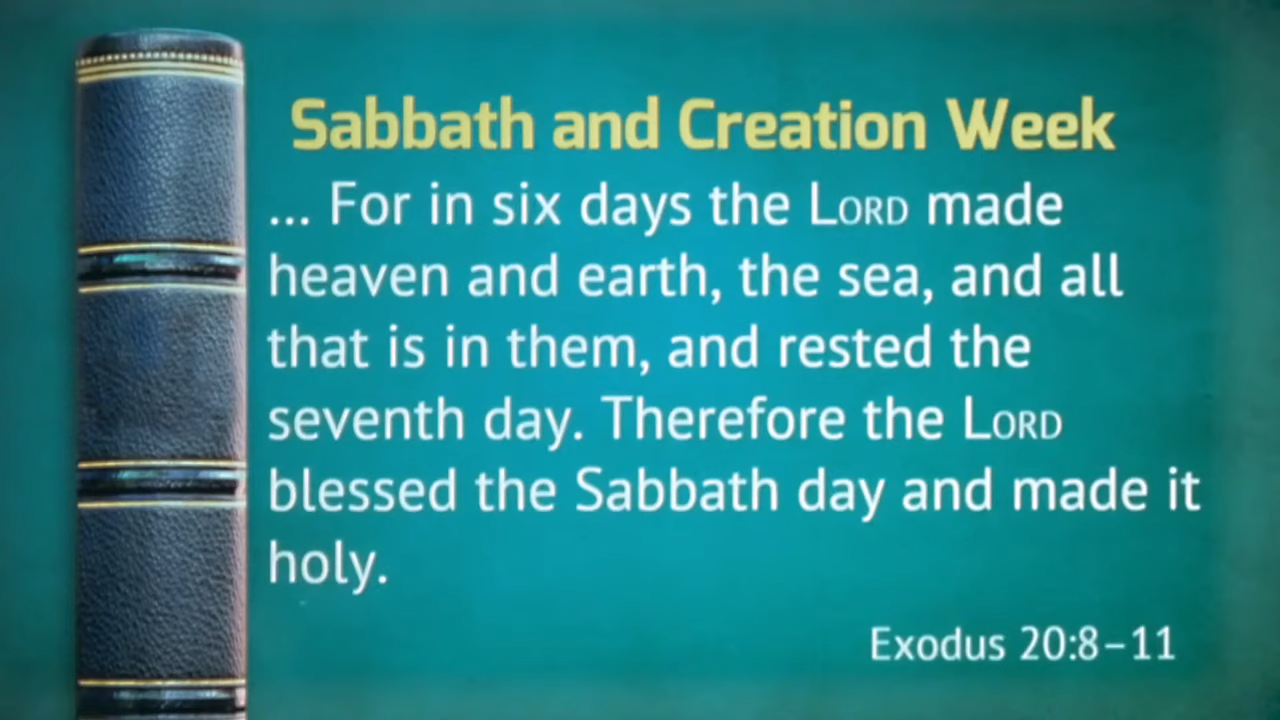 Sabbath and Creation Week
... For in six days the LORD made
heaven and earth, the sea, and all
that is in them, and rested the
seventh day. Therefore the LORD
blessed the Sabbath day and made it
holy.
Exodus 20:8–11